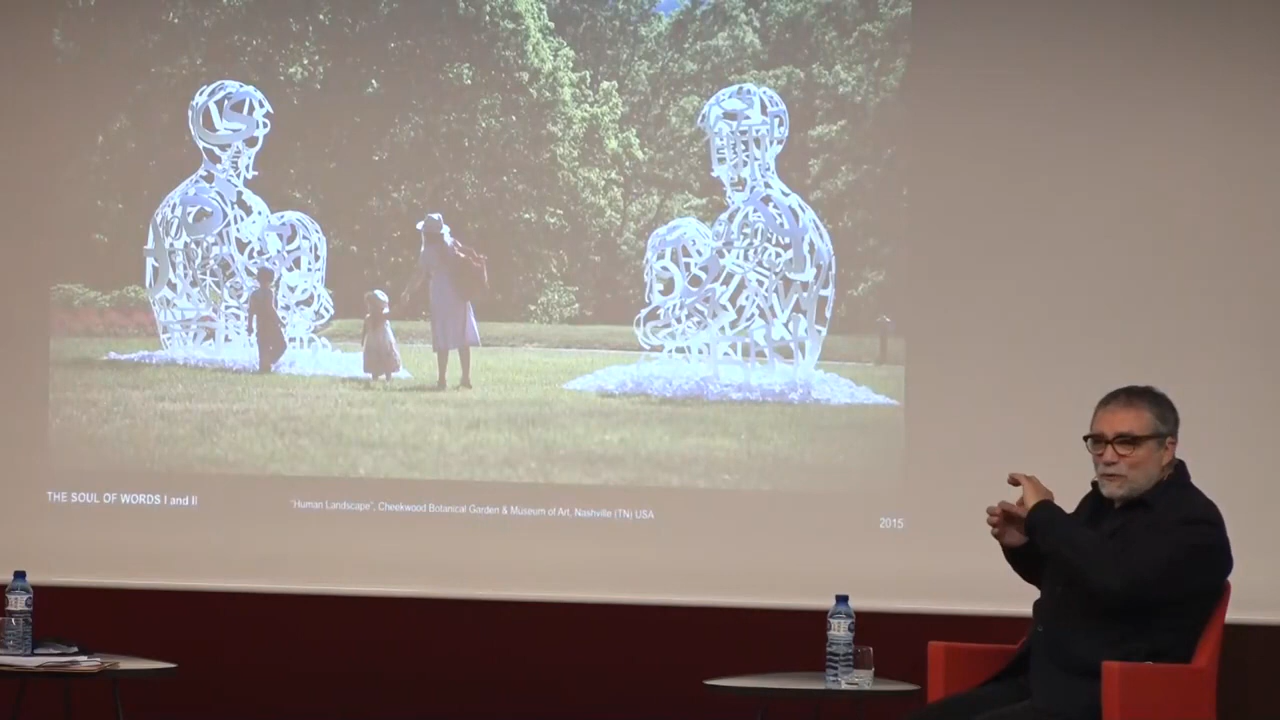 THE SOUL OF WORDS I and II
"Human Landscape", Cheekwood Botanical Garden & Museum of Art, Nashville (TN) USA
2015